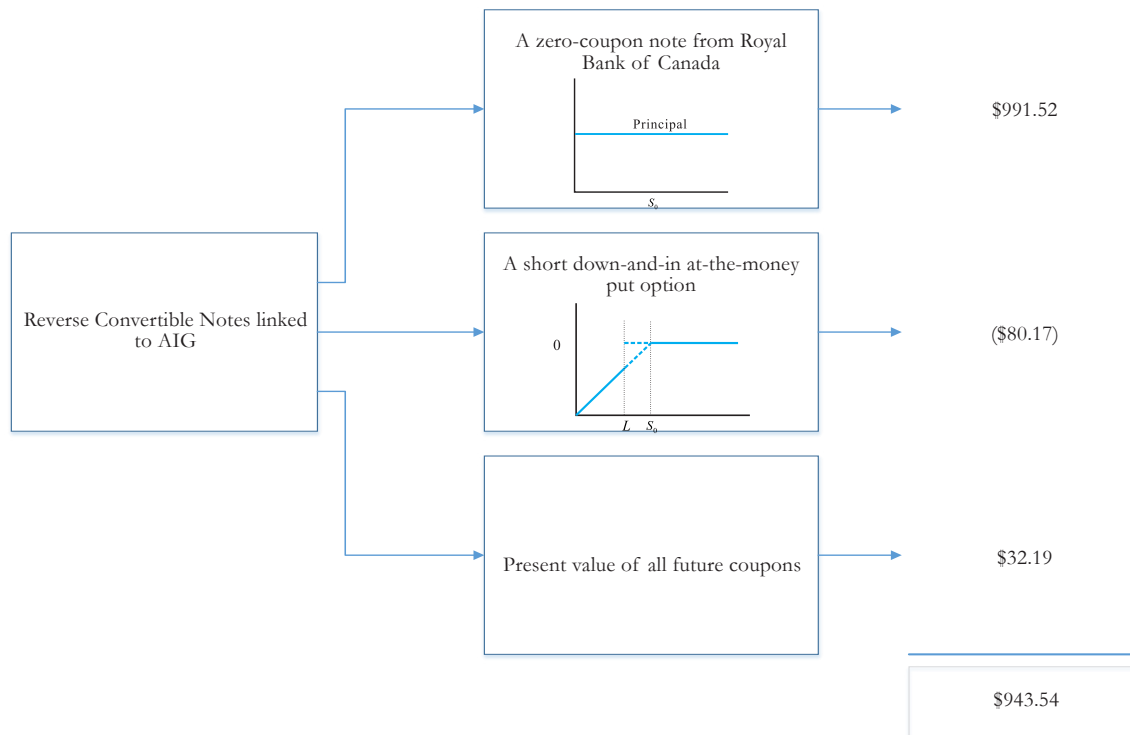 A zero-coupon note from Royal
Bank of Canada
Principal
S₀
$991.52
Reverse Convertible Notes linked
to AIG
A short down-and-in at-the-money
put option
0
L S₀
($80.17)
Present value of all future coupons
$32.19
$943.54